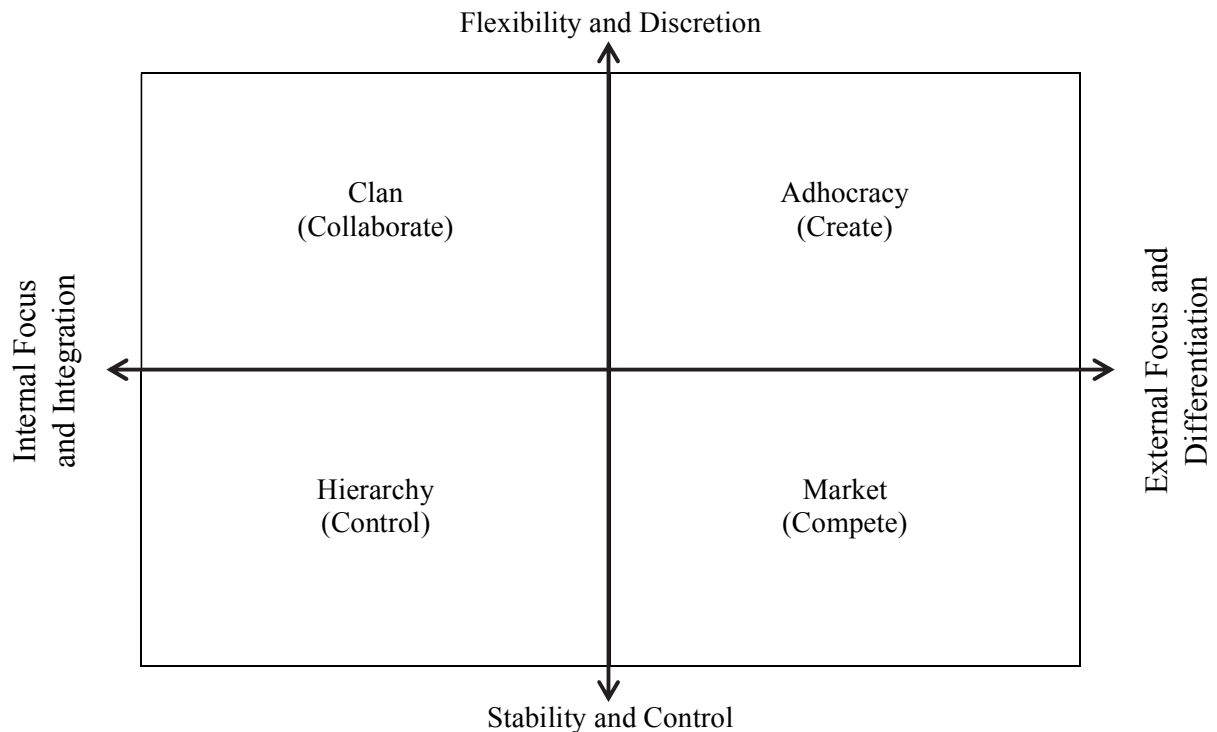 Flexibility and Discretion
Clan
(Collaborate)
Adhocracy
(Create)
Internal Focus
and Integration
External Focus and
Differentiation
Hierarchy
(Control)
Market
(Compete)
Stability and Control